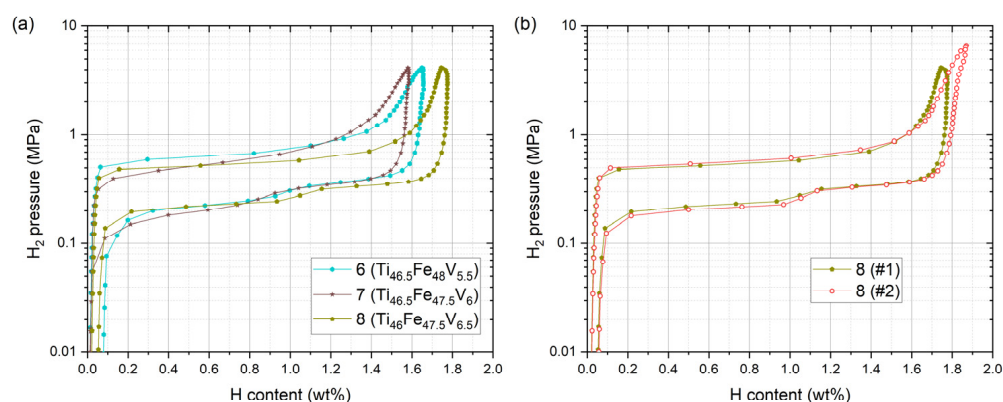 (a)
10
1
0.1
0.01
H₂ pressure (MPa)
6 (Ti₄₆.₅Fe₄₈V₅.₅)
7 (Ti₄₆.₅Fe₄₇.₅V₆)
8 (Ti₄₆Fe₄₇.₅V₆.₅)
0.0 0.2 0.4 0.6 0.8 1.0 1.2 1.4 1.6 1.8 2.0
H content (wt%)
(b)
10
1
0.1
0.01
H₂ pressure (MPa)
8 (#1)
8 (#2)
0.0 0.2 0.4 0.6 0.8 1.0 1.2 1.4 1.6 1.8 2.0
H content (wt%)